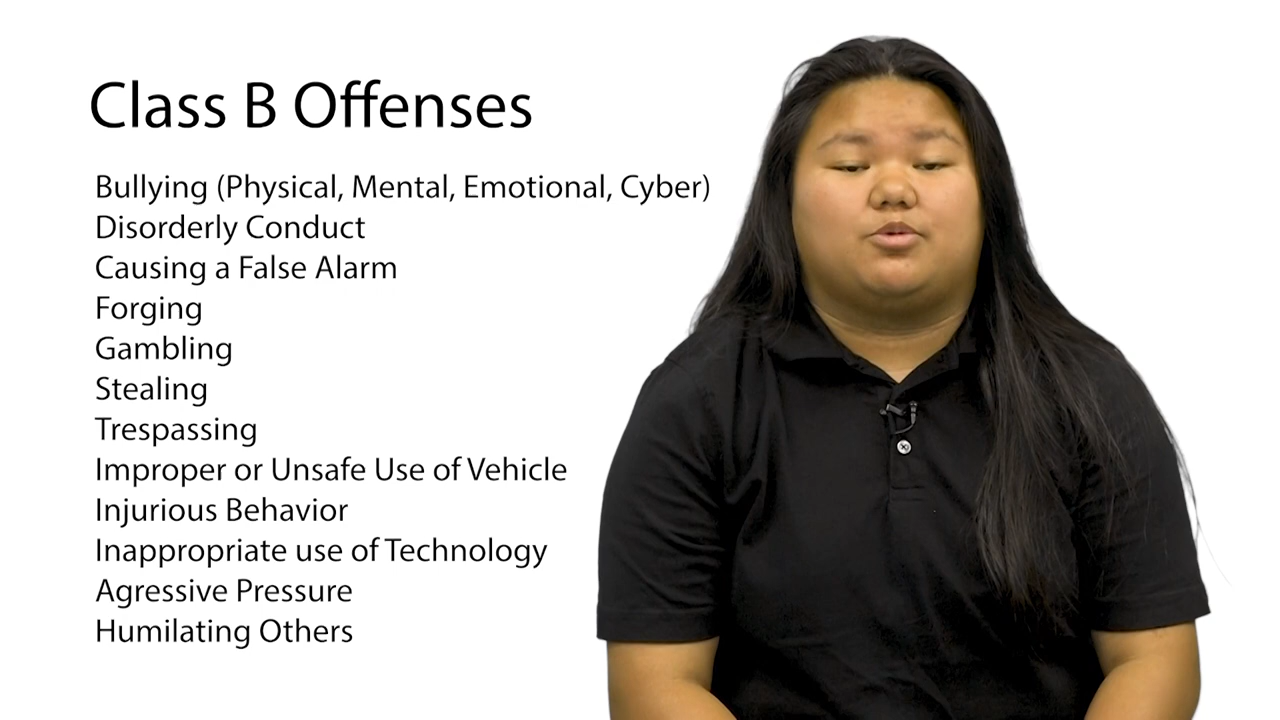 Class B Offenses
Bullying (Physical, Mental, Emotional, Cyber)
Disorderly Conduct
Causing a False Alarm
Forging
Gambling
Stealing
Trespassing
Improper or Unsafe Use of Vehicle
Injurious Behavior
Inappropriate use of Technology
Agressive Pressure
Humilating Others